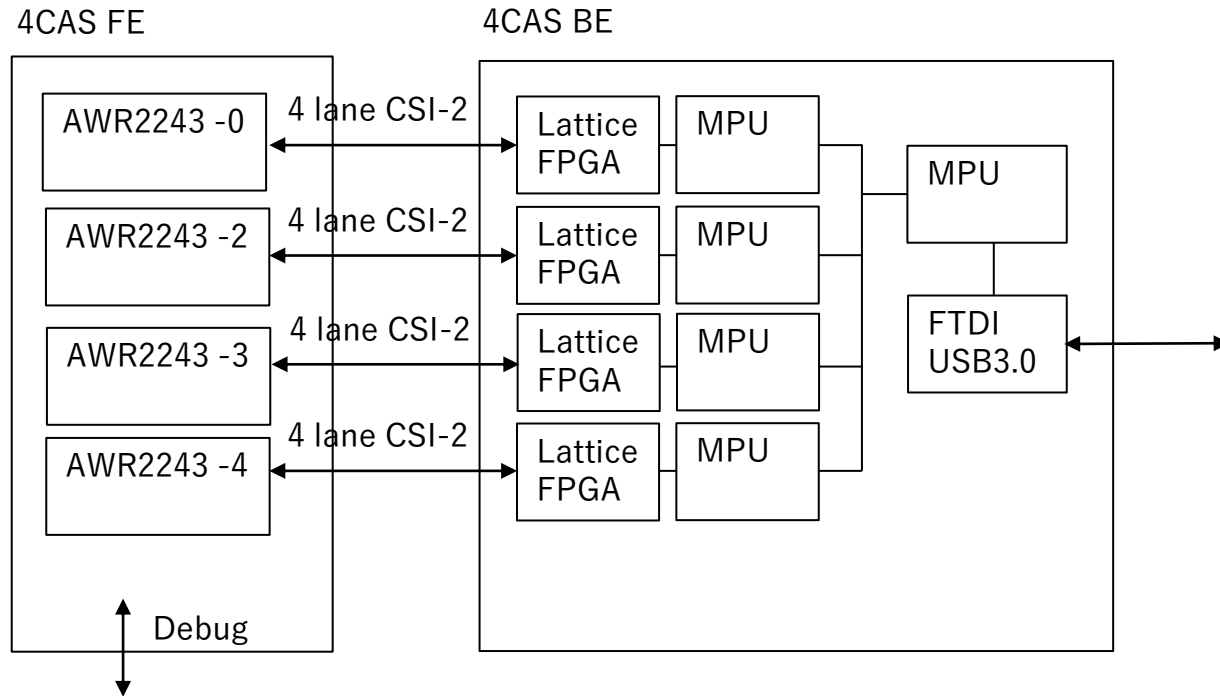 4CAS FE
4CAS BE
AWR2243 -0
4 lane CSI-2
Lattice
FPGA
MPU
MPU
AWR2243 -2
4 lane CSI-2
Lattice
FPGA
MPU
AWR2243 -3
4 lane CSI-2
Lattice
FPGA
MPU
FTDI
USB3.0
AWR2243 -4
4 lane CSI-2
Lattice
FPGA
MPU
Debug